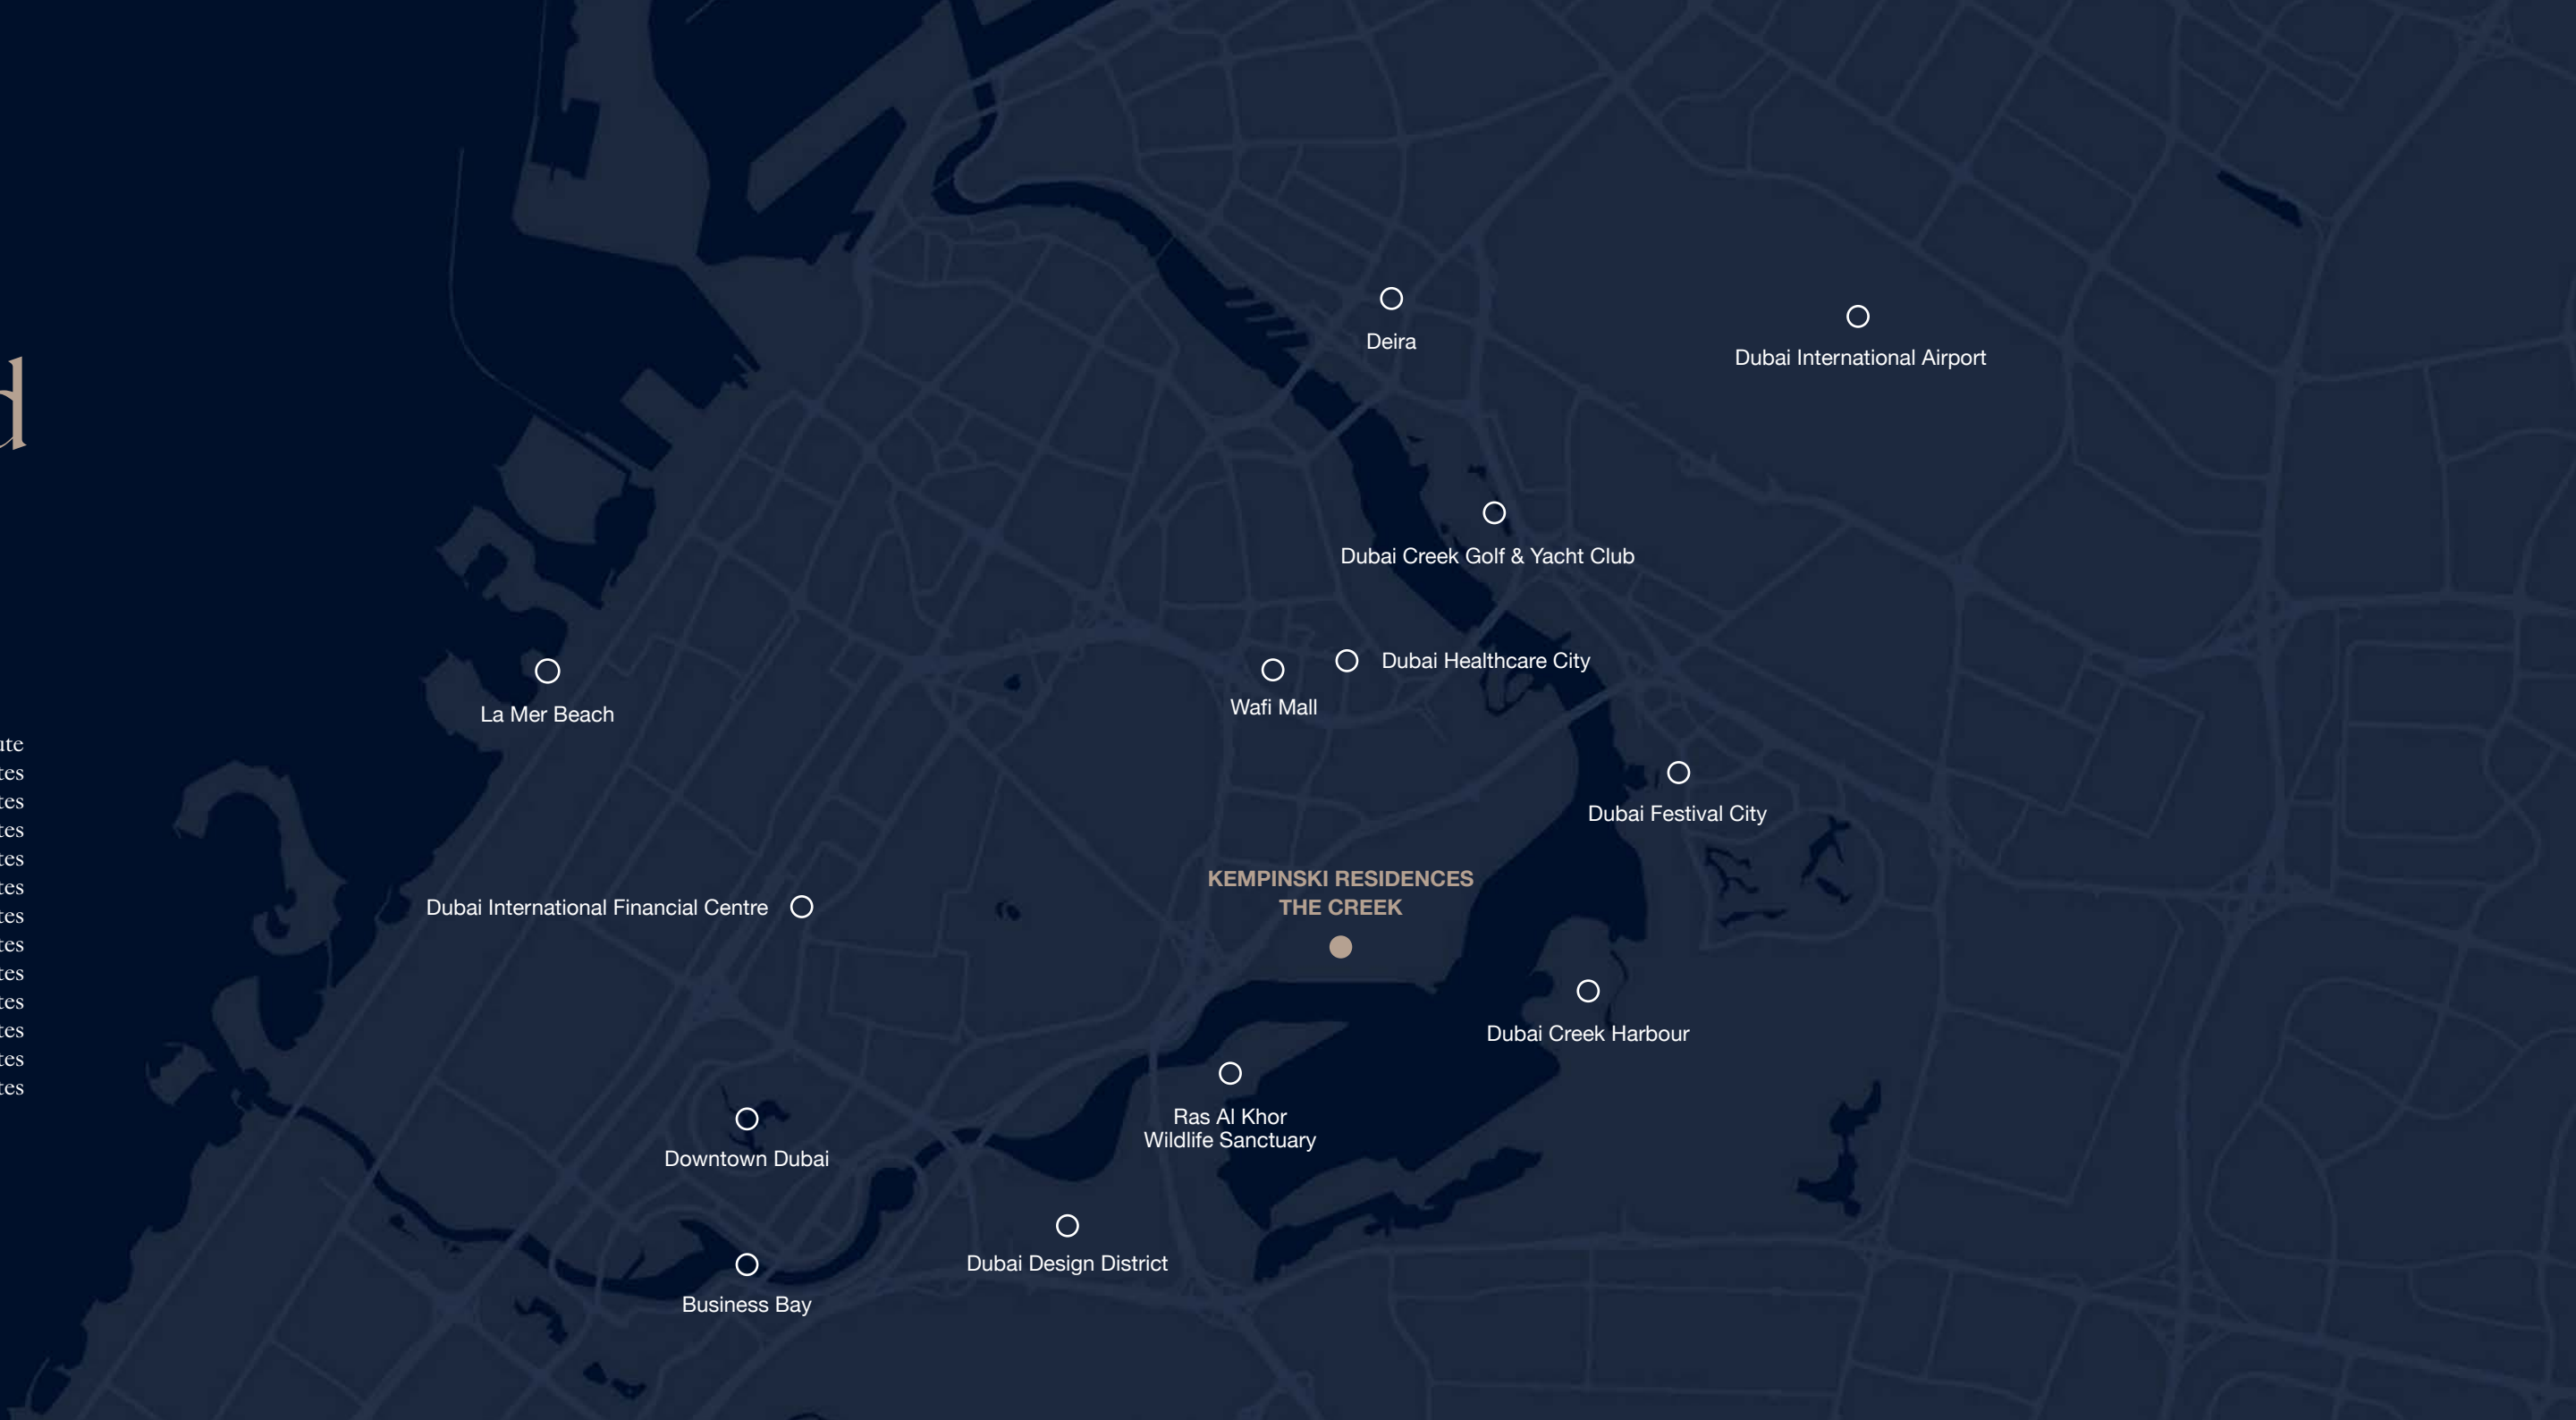 Deira
Dubai International Airport
Dubai Creek Golf & Yacht Club
Dubai Healthcare City
Wafi Mall
La Mer Beach
Dubai Festival City
KEMPINSKI RESIDENCES
THE CREEK
Dubai International Financial Centre
Dubai Creek Harbour
Ras Al Khor
Wildlife Sanctuary
Downtown Dubai
Dubai Design District
Business Bay